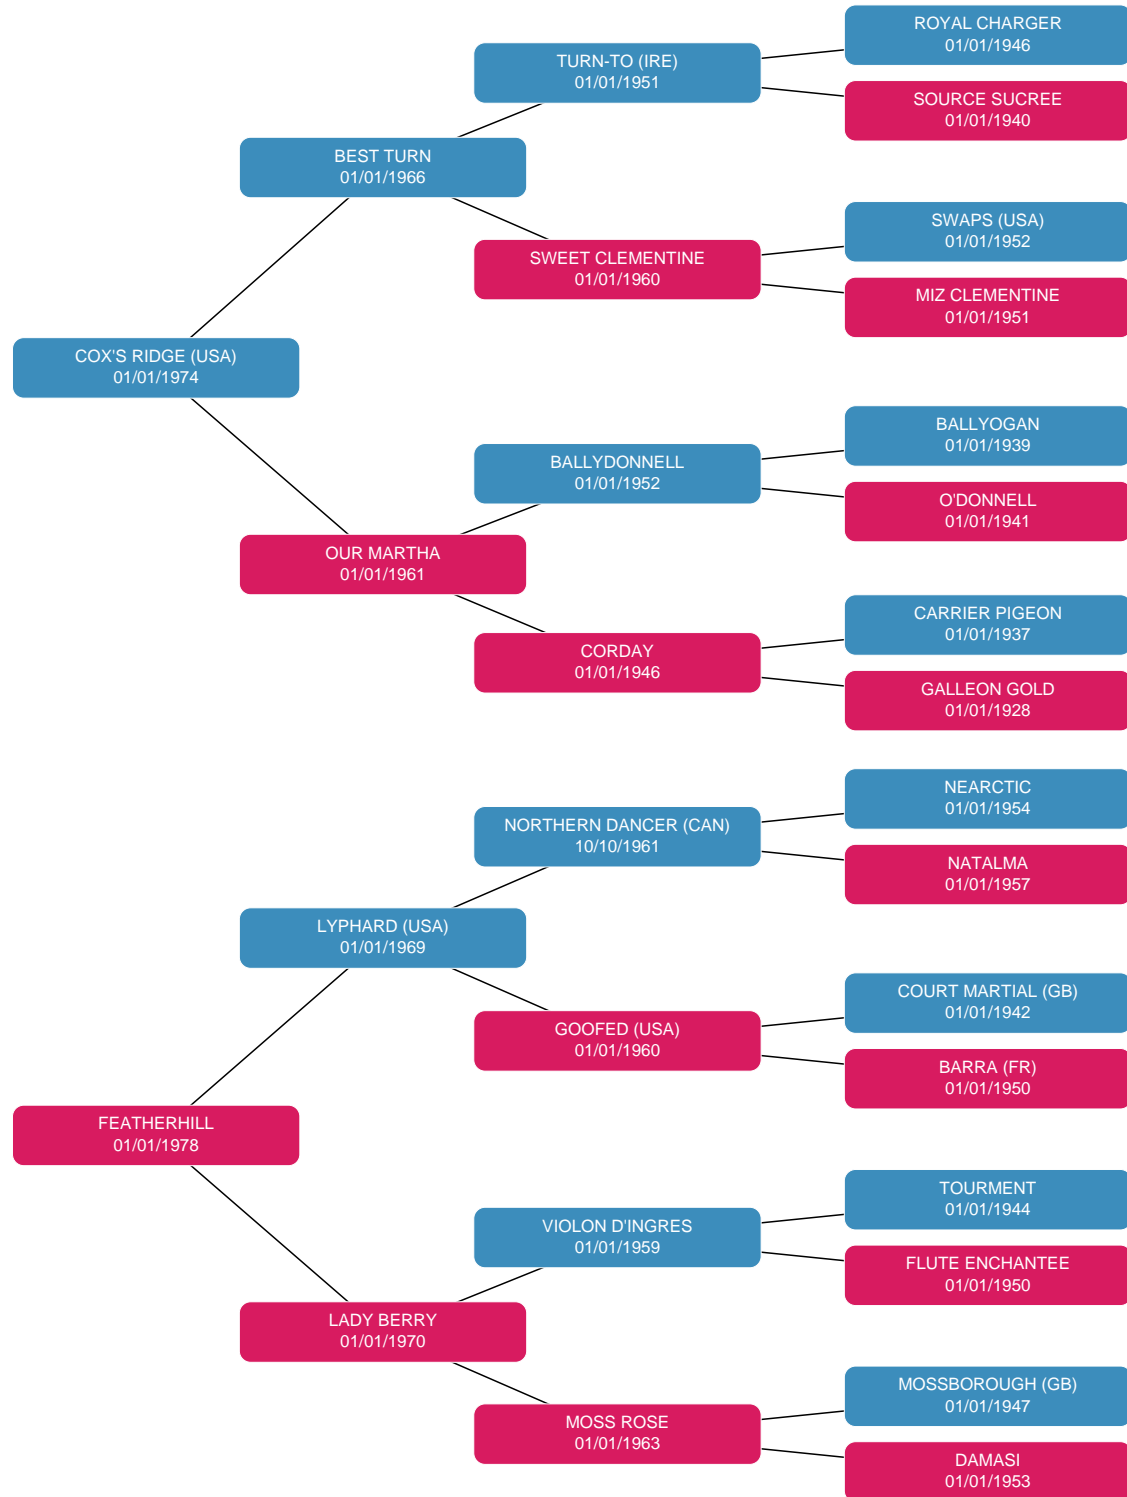 ROYAL CHARGER
01/01/1946
TURN-TO (IRE)
01/01/1951
SOURCE SUCREE
01/01/1940
BEST TURN
01/01/1966
SWAPS (USA)
01/01/1952
SWEET CLEMENTINE
01/01/1960
MIZ CLEMENTINE
01/01/1951
COX'S RIDGE (USA)
01/01/1974
BALLYOGAN
01/01/1939
BALLYDONNELL
01/01/1952
O'DONNELL
01/01/1941
OUR MARTHA
01/01/1961
CARRIER PIGEON
01/01/1937
CORDAY
01/01/1946
GALLEON GOLD
01/01/1928
NEARCTIC
01/01/1954
NORTHERN DANCER (CAN)
10/10/1961
NATALMA
01/01/1957
LYPHARD (USA)
01/01/1969
COURT MARTIAL (GB)
01/01/1942
GOOFED (USA)
01/01/1960
BARRA (FR)
01/01/1950
FEATHERHILL
01/01/1978
TOURMENT
01/01/1944
VIOLON D'INGRES
01/01/1959
FLUTE ENCHANTEE
01/01/1950
LADY BERRY
01/01/1970
MOSSBOROUGH (GB)
01/01/1947
MOSS ROSE
01/01/1963
DAMASI
01/01/1953